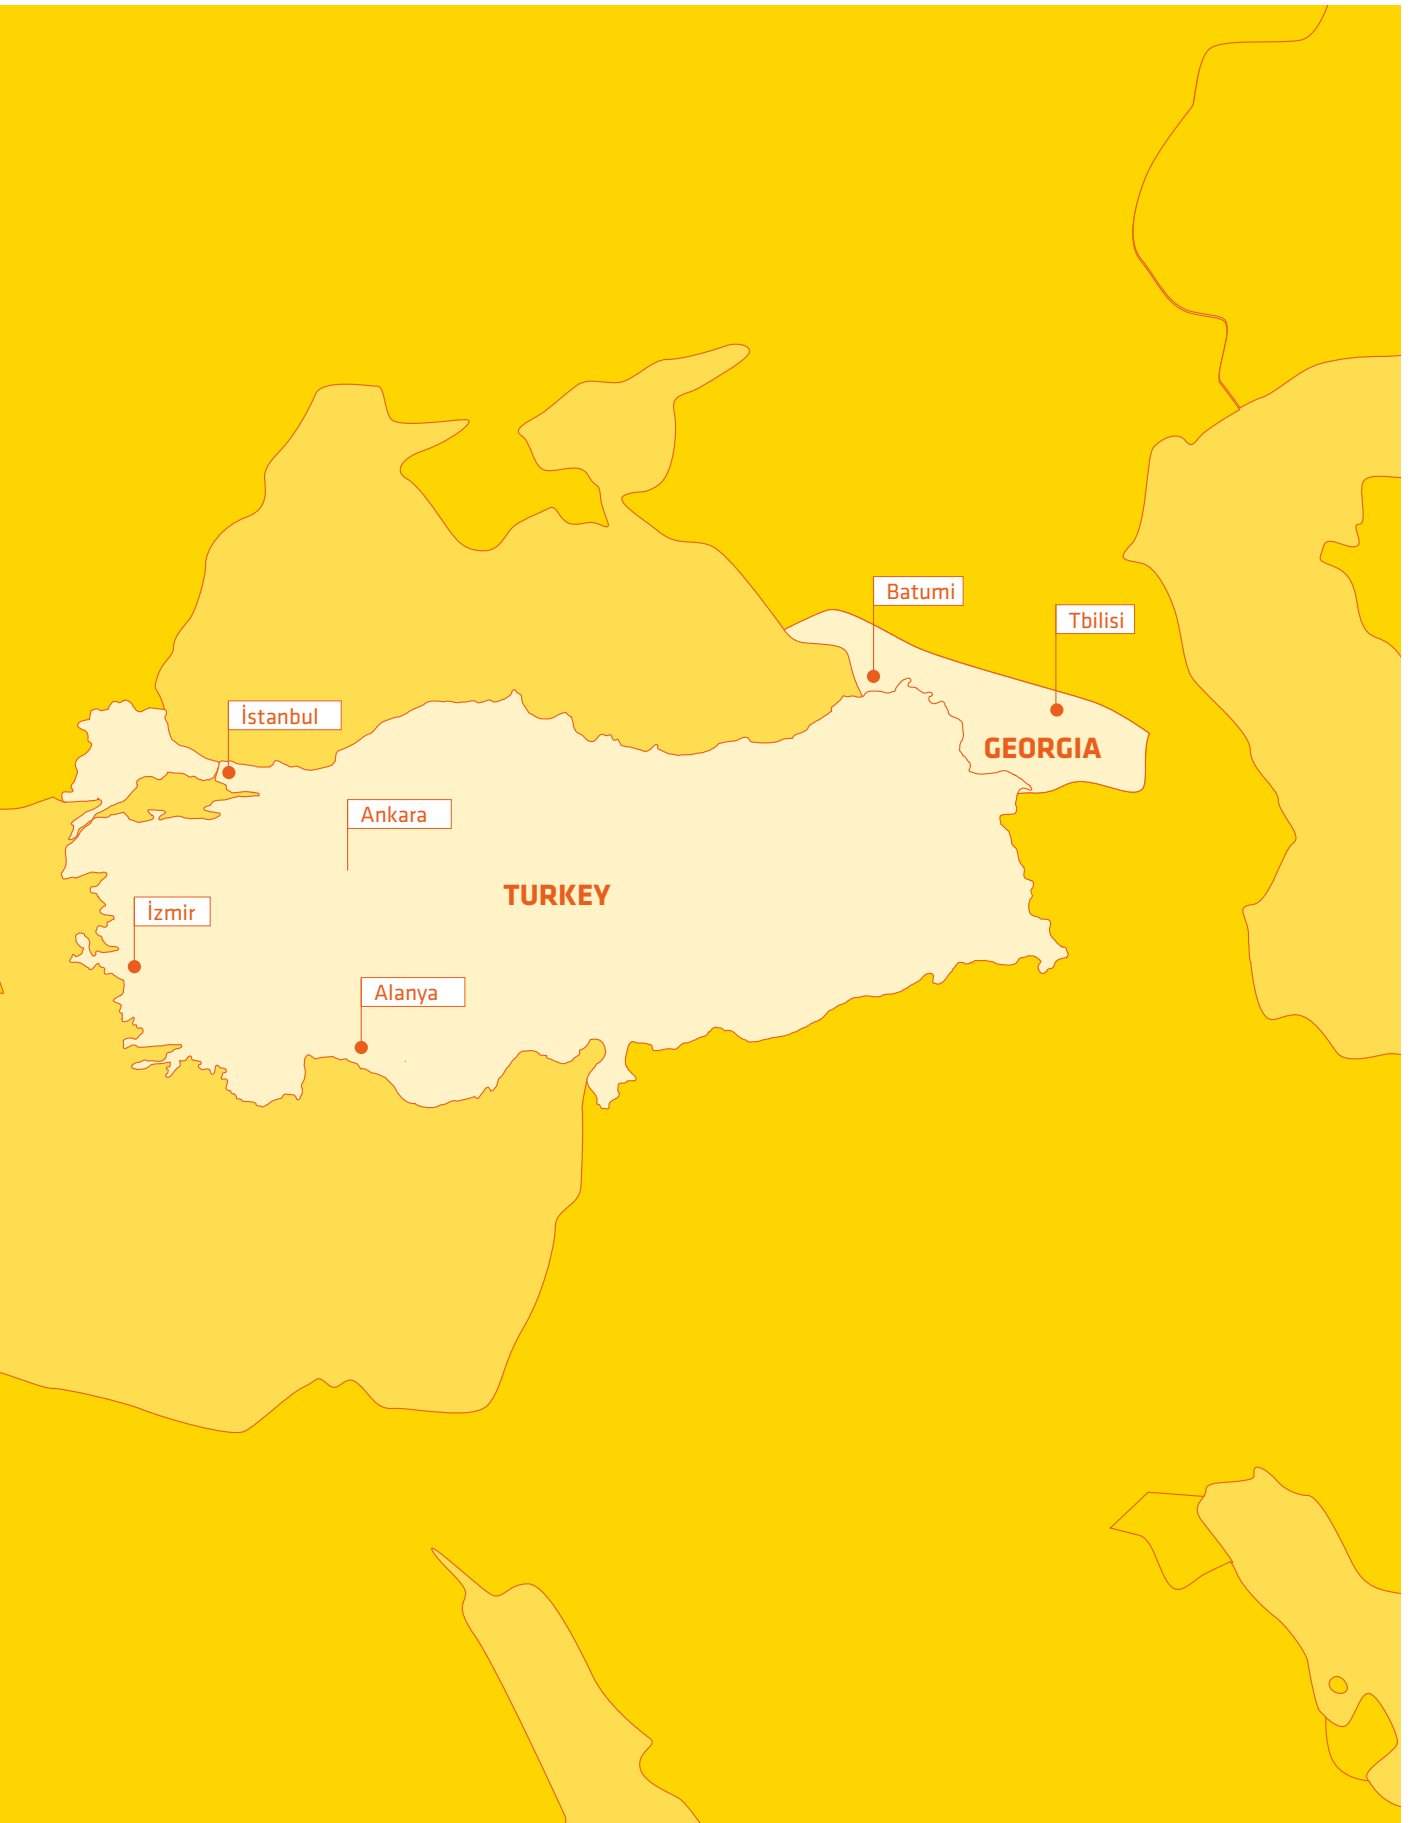 Batumi
Tbilisi
İstanbul
GEORGIA
Ankara
TURKEY
İzmir
Alanya